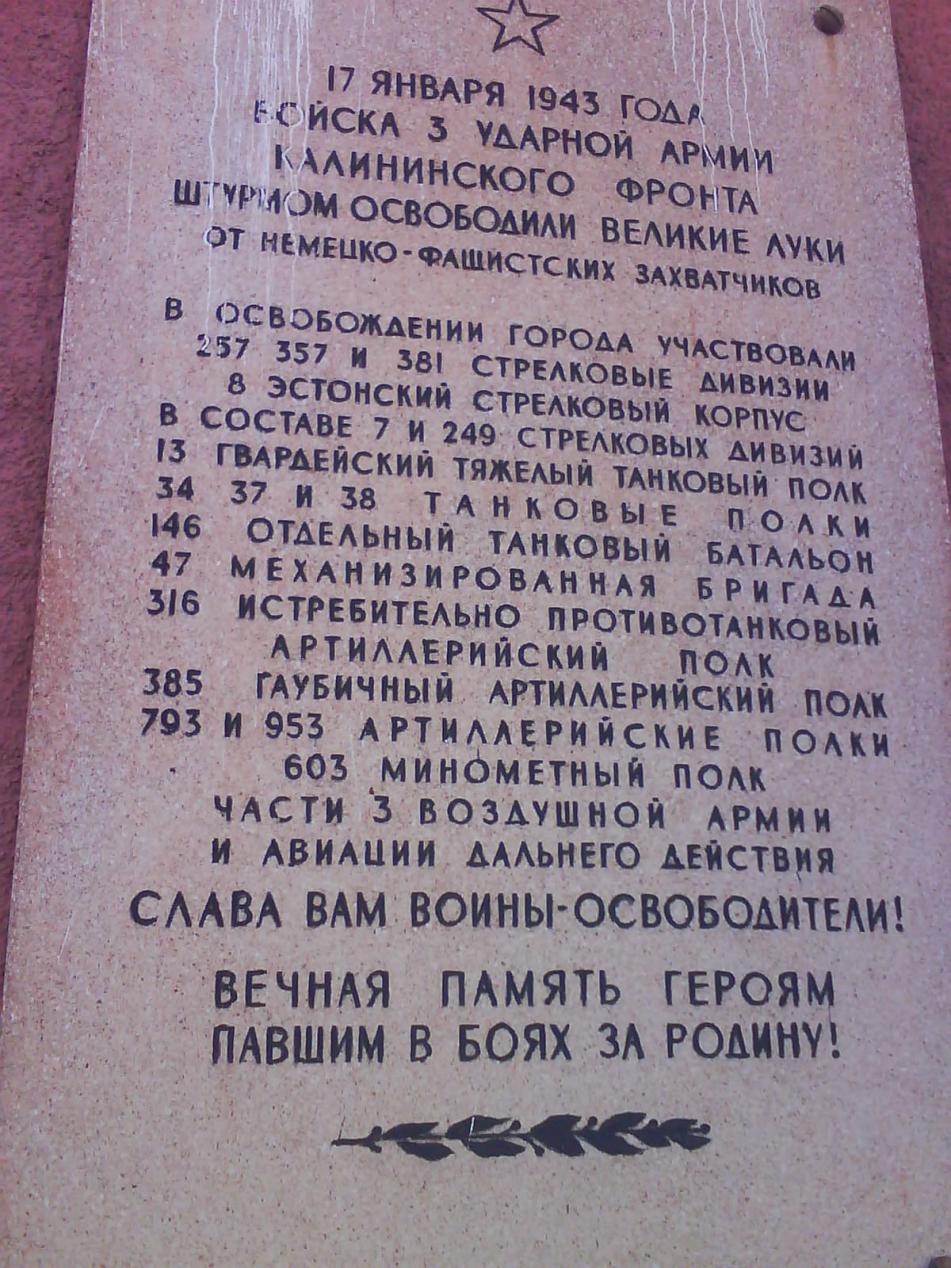 17 ЯНВАРЯ 1943 ГОДА
ВОЙСКА 3 УДАРНОЙ АРМИИ
КАЛИНИНСКОГО ФРОНТА
ШТУРМОМ ОСВОБОДИЛИ ВЕЛИКИЕ ЛУКИ
ОТ НЕМЕЦКО-ФАШИСТСКИХ ЗАХВАТЧИКОВ
В ОСВОБОЖДЕНИИ ГОРОДА УЧАСТВОВАЛИ
257 357 И 381 СТРЕЛКОВЫЕ ДИВИЗИИ
8 ЭСТОНСКИЙ СТРЕЛКОВЫЙ КОРПУС
В СОСТАВЕ 7 И 249 СТРЕЛКОВЫХ ДИВИЗИЙ
13 ГВАРДЕЙСКИЙ ТЯЖЕЛЫЙ ТАНКОВЫЙ ПОЛК
34 37 И 38 ТАНКОВЫЕ ПОЛКИ
146 ОТДЕЛЬНЫЙ ТАНКОВЫЙ БАТАЛЬОН
47 МЕХАНИЗИРОВАННАЯ БРИГАДА
316 ИСТРЕБИТЕЛЬНО ПРОТИВОТАНКОВЫЙ
АРТИЛЛЕРИЙСКИЙ ПОЛК
385 ГАУБИЧНЫЙ АРТИЛЛЕРИЙСКИЙ ПОЛК
793 И 953 АРТИЛЛЕРИЙСКИЕ ПОЛКИ
603 МИНОМЕТНЫЙ ПОЛК
ЧАСТИ 3 ВОЗДУШНОЙ АРМИИ
И АВИАЦИИ ДАЛЬНЕГО ДЕЙСТВИЯ
СЛАВА ВАМ ВОИНЫ-ОСВОБОДИТЕЛИ!
ВЕЧНАЯ ПАМЯТЬ ГЕРОЯМ
ПАВШИМ В БОЯХ ЗА РОДИНУ!